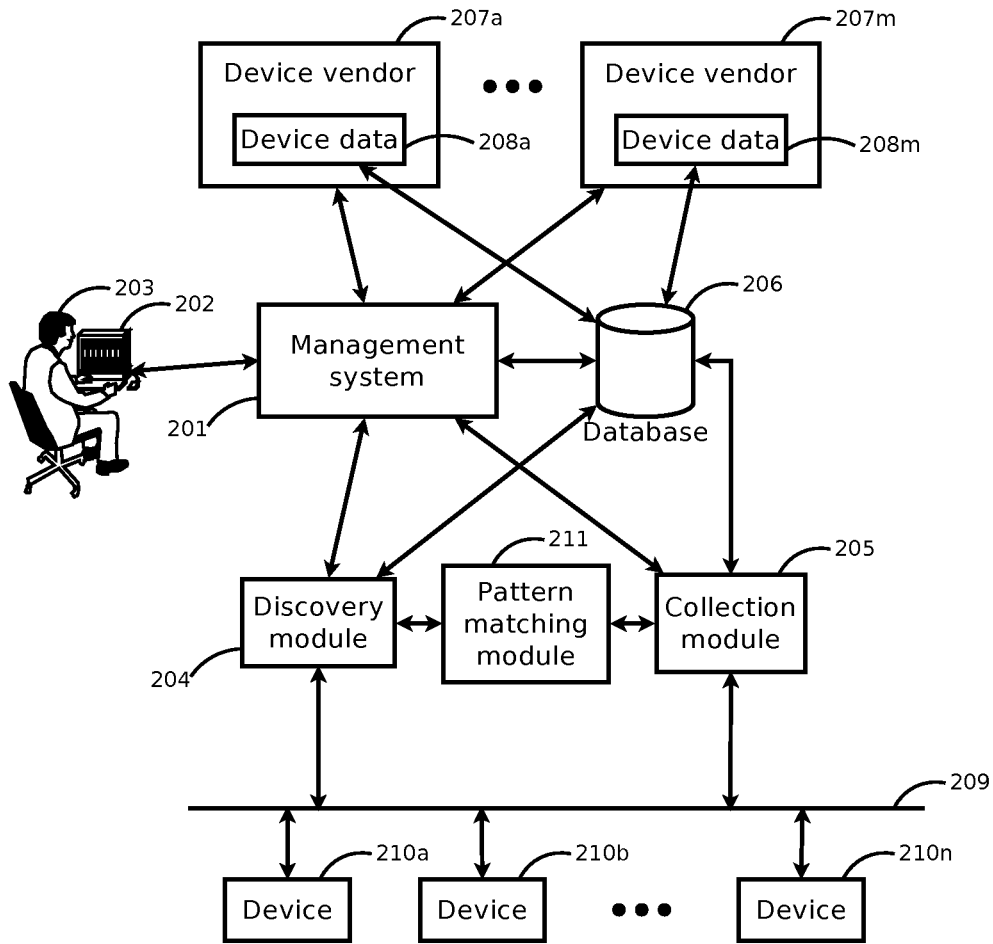 207a
207m
Device vendor
Device vendor
Device data
208a
Device data
208m
203
202
206
Management
system
201
Database
211
205
Discovery
module
Pattern
matching
module
Collection
module
204
209
210a
210b
210n
Device
Device
Device